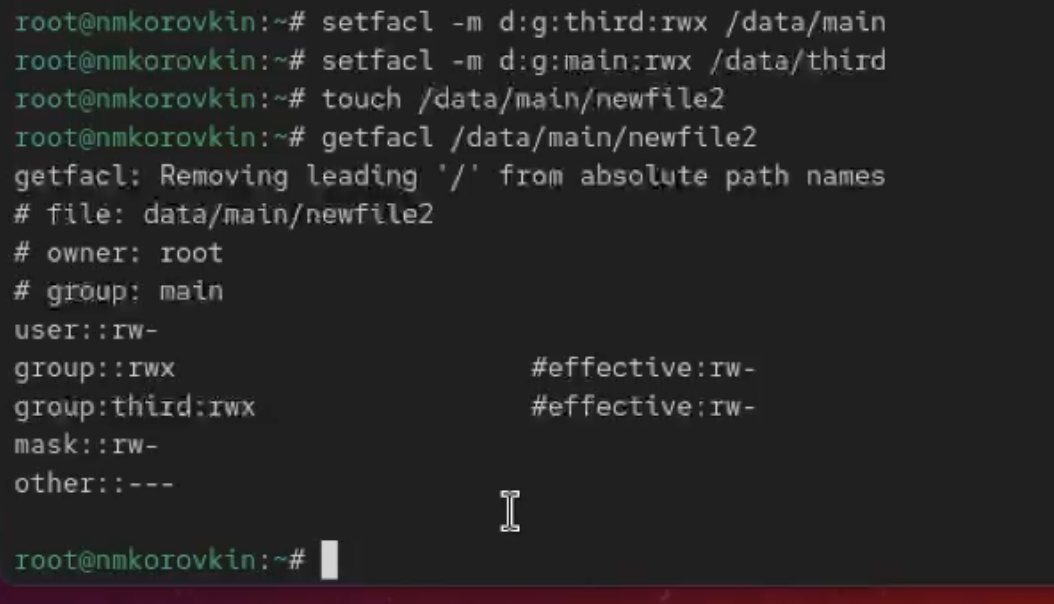 root@nmkorovkin:~# setfacl -m d:g:third:rwx /data/main
root@nmkorovkin:~# setfacl -m d:g:main:rwx /data/third
root@nmkorovkin:~# touch /data/main/newfile2
root@nmkorovkin:~# getfacl /data/main/newfile2
getfacl: Removing leading '/' from absolute path names
# file: data/main/newfile2
# owner: root
# group: main
user::rw-
group::rwx #effective:rw-
group:third:rwx #effective:rw-
mask::rw-
other::---
root@nmkorovkin:~#